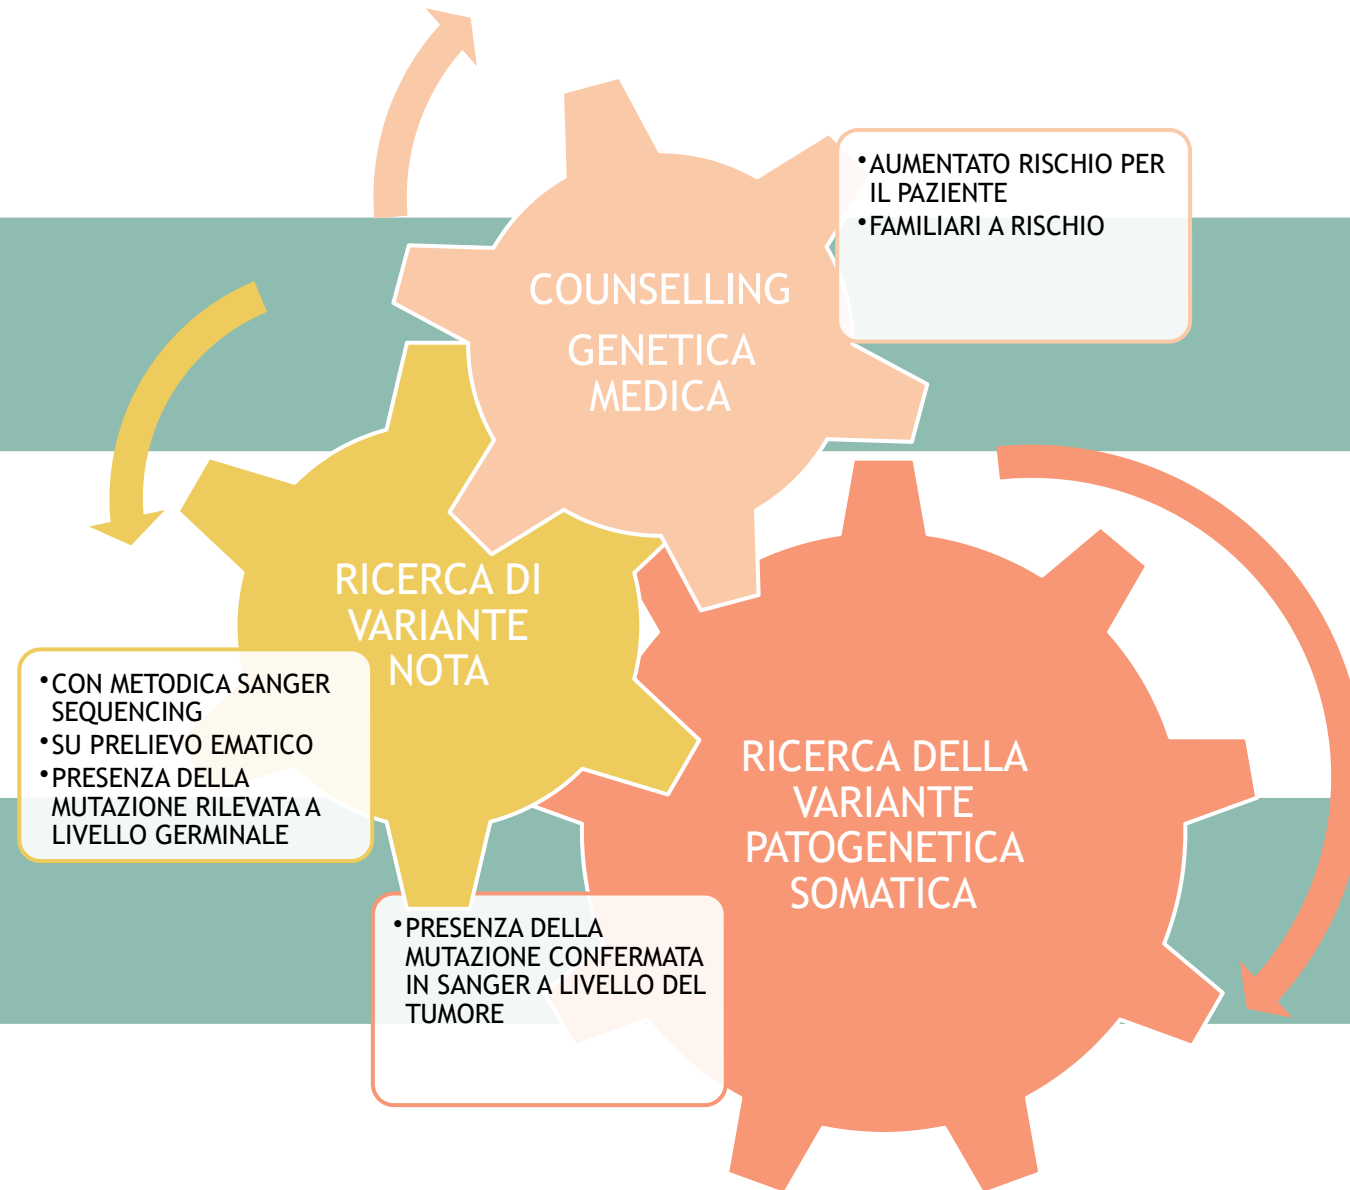 •AUMENTATO RISCHIO PER
IL PAZIENTE
•FAMILIARI A RISCHIO
COUNSELLING
GENETICA
MEDICA
RICERCA DI
VARIANTE
NOTA
•CON METODICA SANGER
SEQUENCING
•SU PRELIEVO EMATICO
•PRESENZA DELLA
MUTAZIONE RILEVATA A
LIVELLO GERMINALE
RICERCA DELLA
VARIANTE
PATOGENETICA
SOMATICA
•PRESENZA DELLA
MUTAZIONE CONFERMATA
IN SANGER A LIVELLO DEL
TUMORE